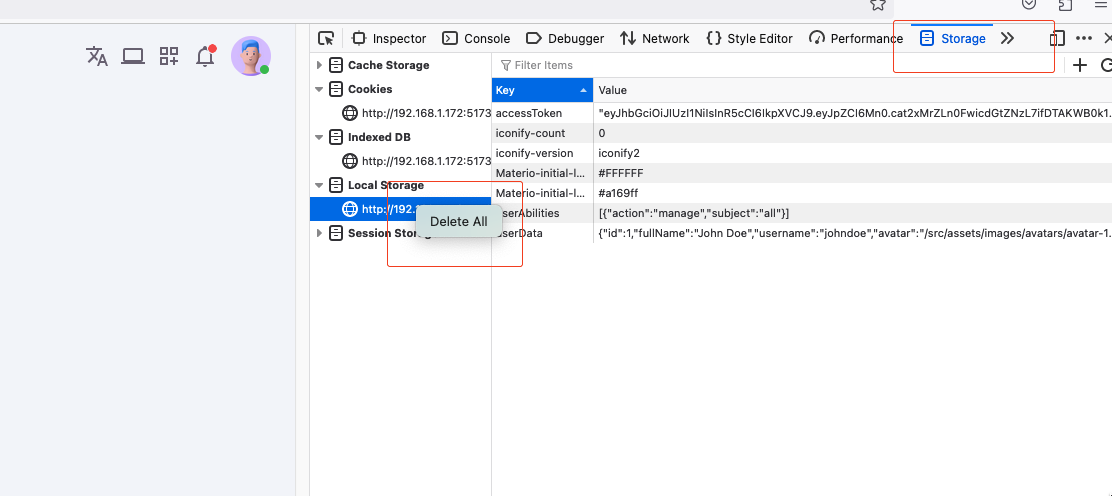 Inspector Console Debugger Network Style Editor Performance Storage
Cache Storage
Filter Items
Cookies
Key Value
http://192.168.1.172:5173
accessToken "eyJhbGciOiJIUzI1NiIsInR5cCI6IkpXVCJ9.eyJpZCI6Mn0.cat2xMrZLn0FwicdGtZNzL7ifDTAKWB0k1...
Indexed DB
iconify-count 0
http://192.168.1.172:5173
iconify-version iconify2
Materio-initial-l... #FFFFFF
Local Storage
Materio-initial-l... #a169ff
http://192.
Delete All
serAbilities [{"action":"manage","subject":"all"}]
Session Storag
serData {"id":1,"fullName":"John Doe","username":"johndoe","avatar":"/src/assets/images/avatars/avatar-1...